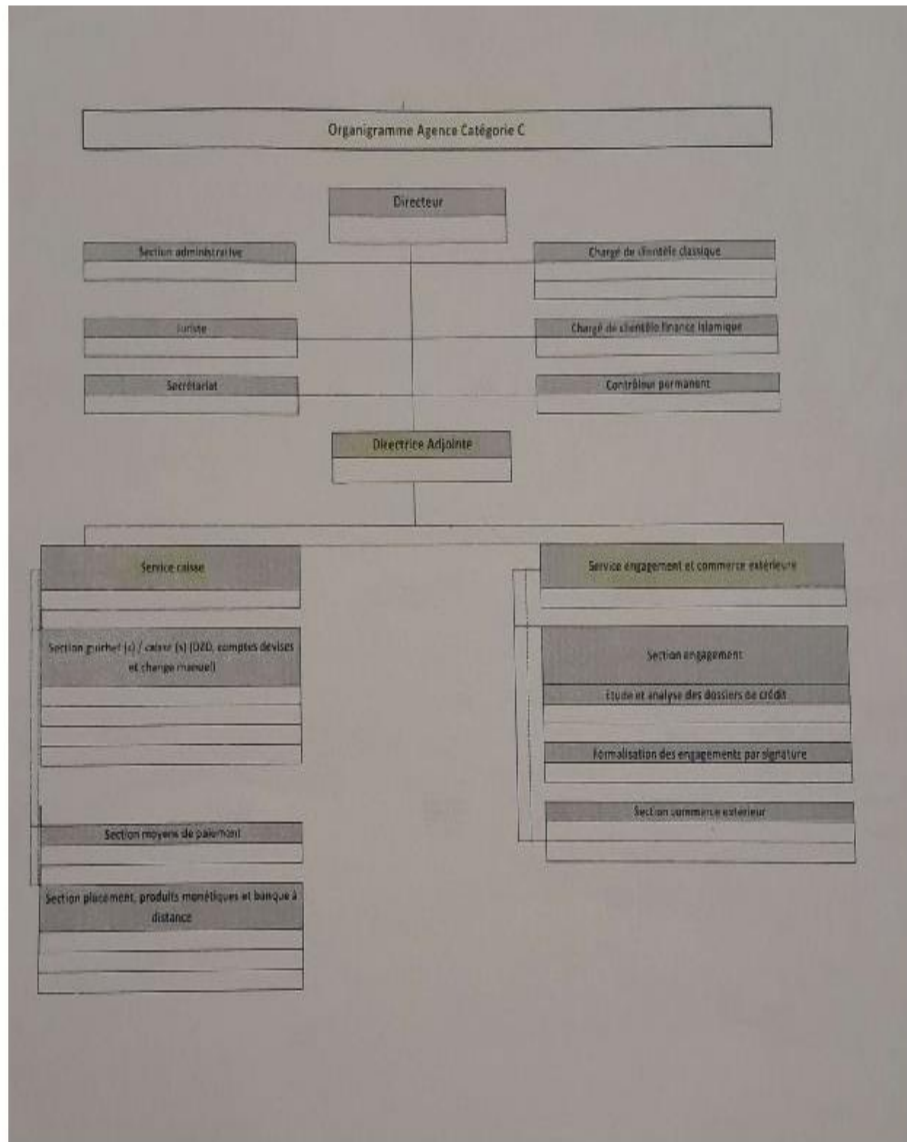 Organigramme Agence Catégorie C
Directeur
Section administrative
Chargé de clientèle classique
Juriste
Chargé de clientèle finance islamique
Secrétariat
Contrôleur permanent
Directrice Adjointe
Service caisse
Service engagement et commerce extérieure
Section guichet (s) / caisse (s) (DZD, comptes devises
et change manuel)
Section engagement
Etude et analyse des dossiers de crédit
Formalisation des engagements par signature
Section commerce extérieur
Section moyens de paiement
Section placement, produits monétiques et banque à
distance